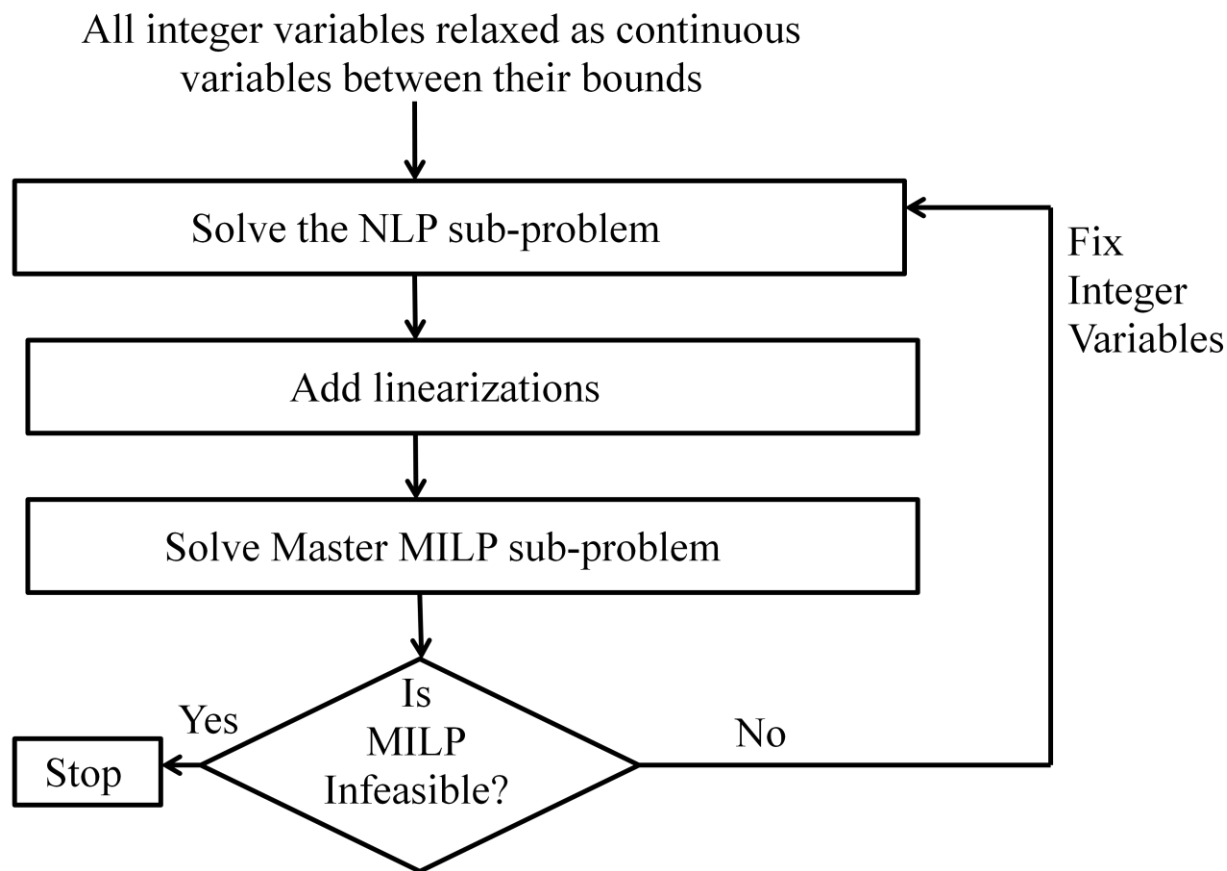 All integer variables relaxed as continuous
variables between their bounds
Solve the NLP sub-problem
Fix
Integer
Variables
Add linearizations
Solve Master MILP sub-problem
Is
MILP
Infeasible?
Yes
No
Stop